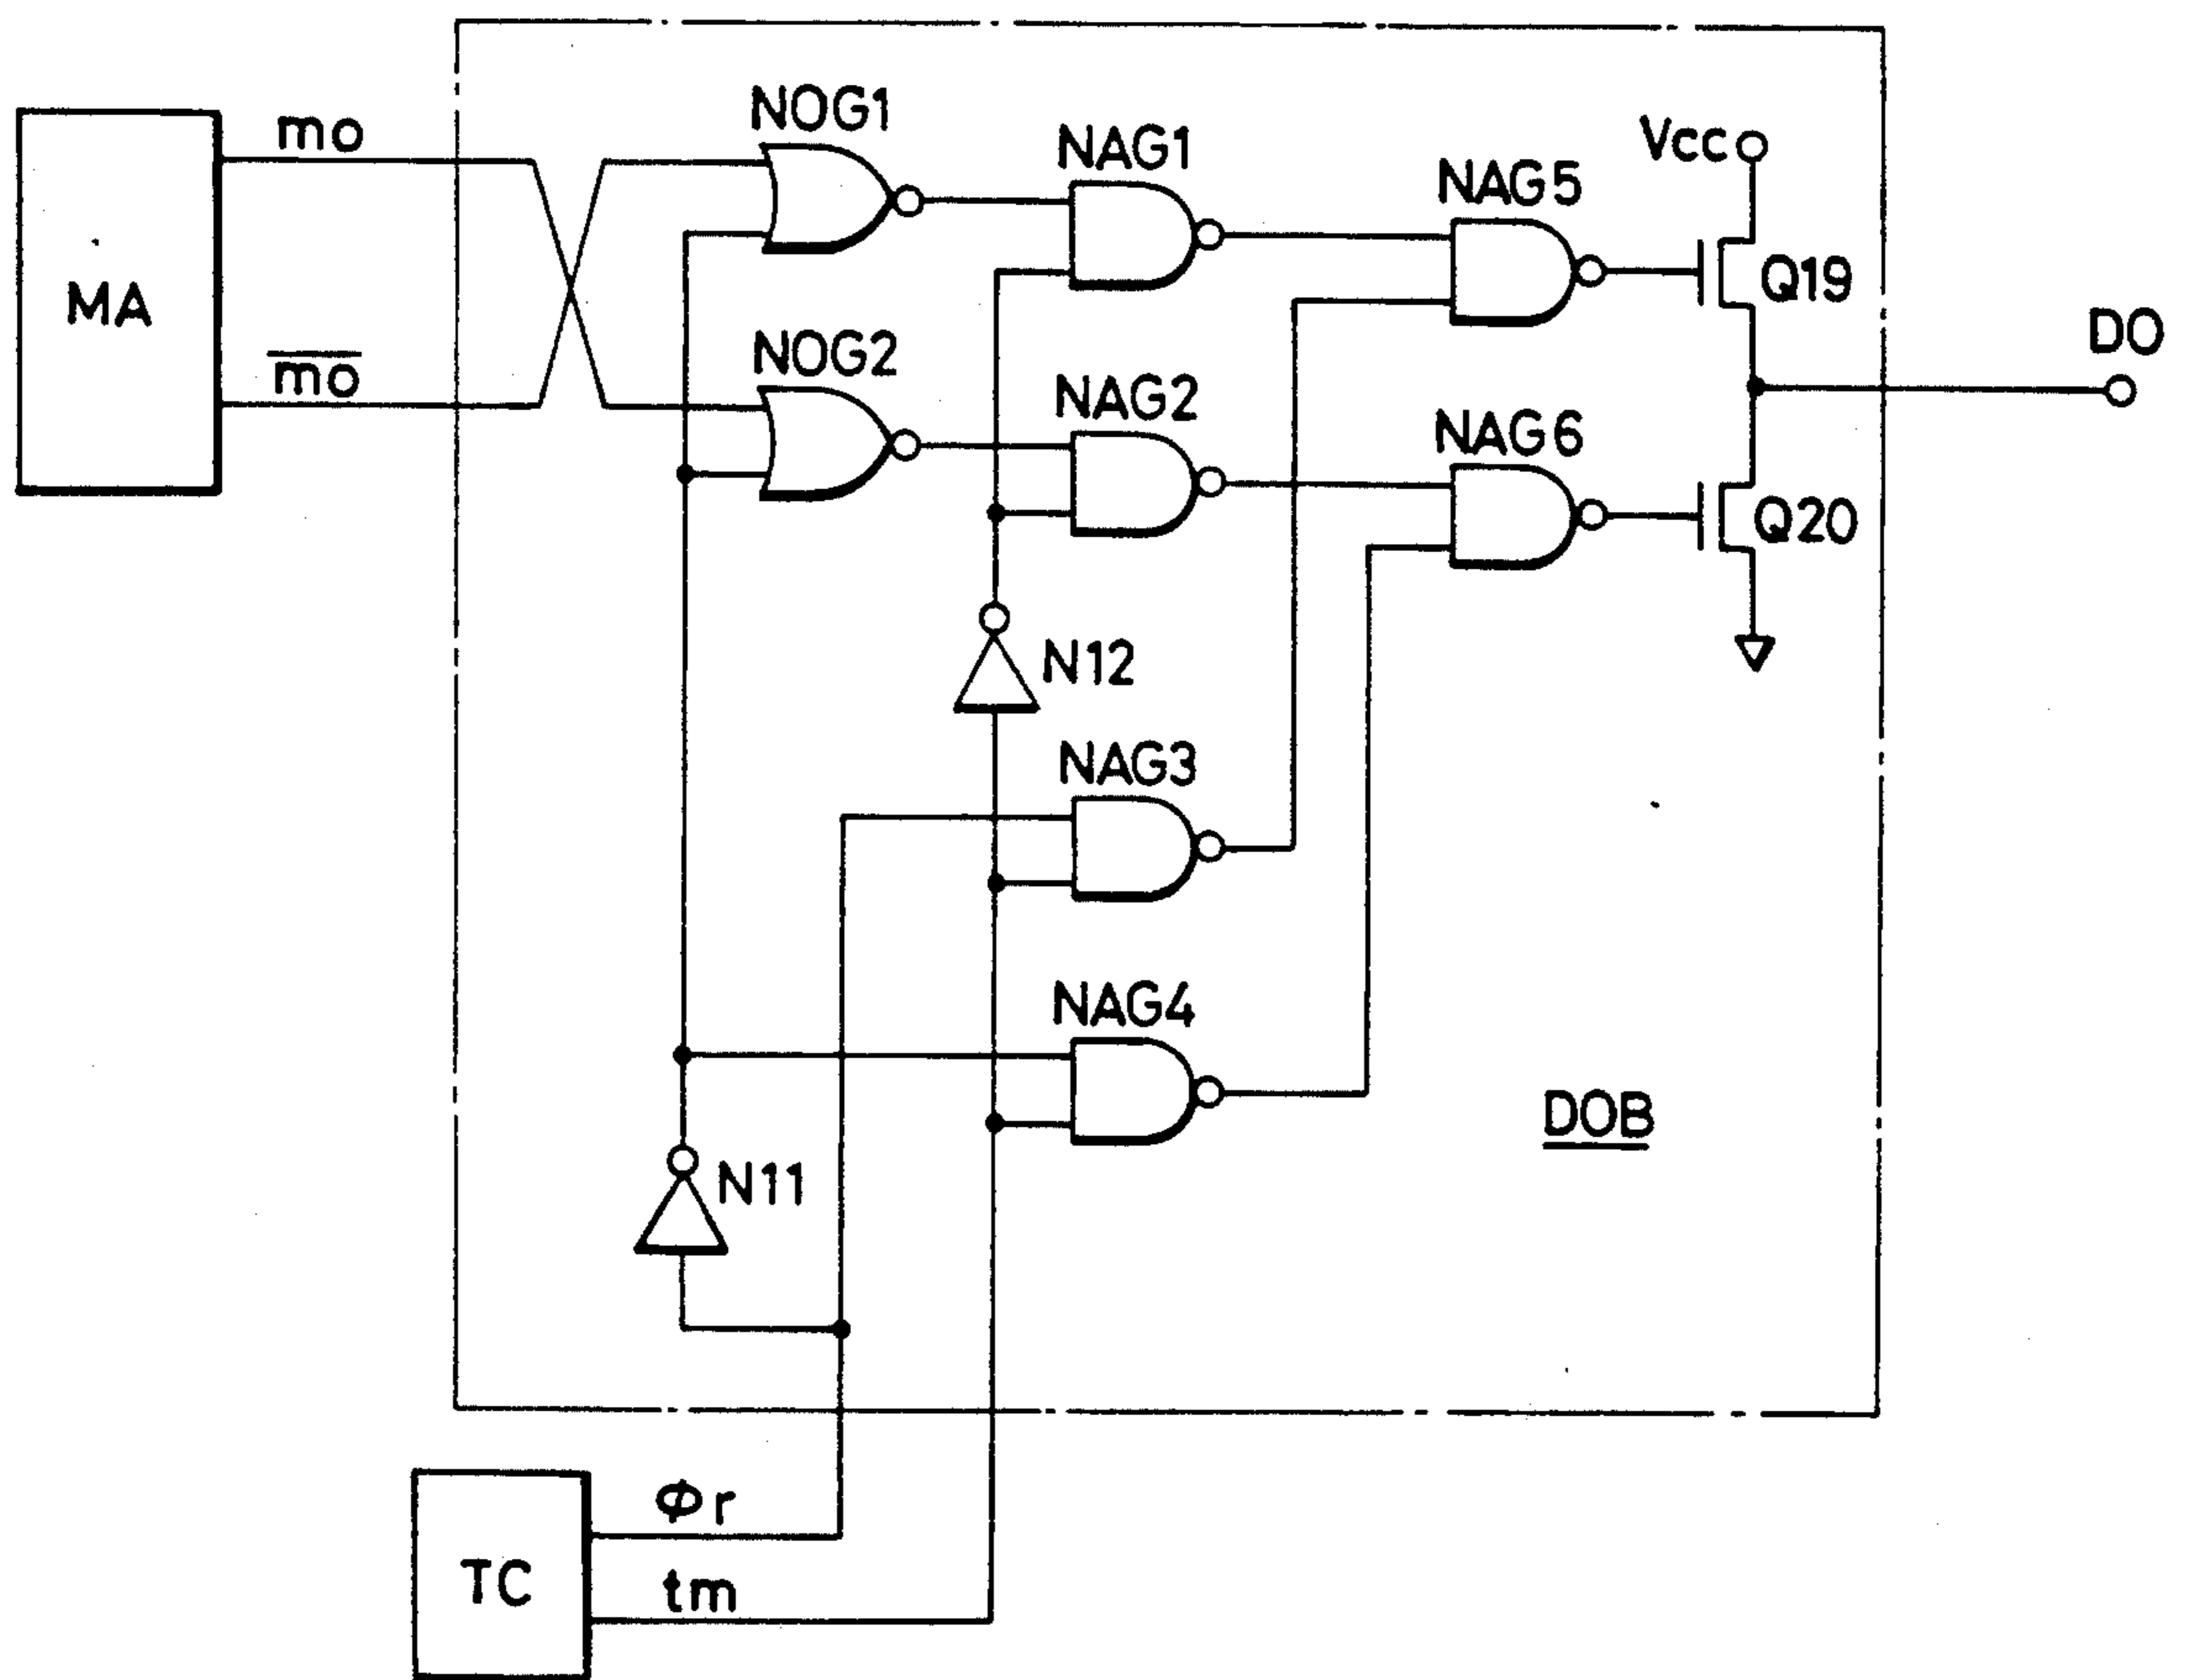 NOG1
mo
NAG1
Vcc
NAG5
MA
Q19
DO
NOG2
m̅o̅
NAG2
NAG6
Q20
N12
NAG3
NAG4
DOB
N11
φr
TC
tm